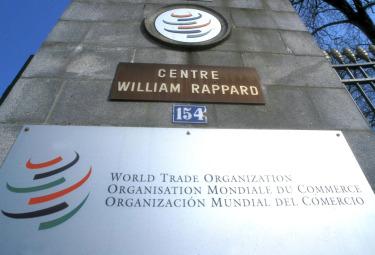 CENTRE
WILLIAM RAPPARD
154
WORLD TRADE ORGANIZATION
ORGANISATION MONDIALE DU COMMERCE
ORGANIZACIÓN MUNDIAL DEL COMERCIO